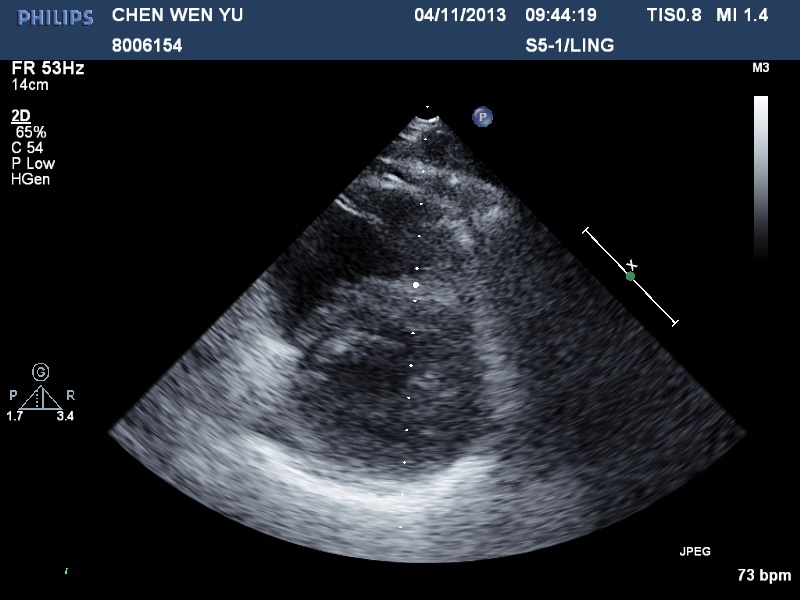 PHILIPS CHEN WEN YU 04/11/2013 09:44:19 TIS0.8 MI 1.4
8006154 S5-1/LING
FR 53Hz
14cm
M3
2D
65%
C 54
P Low
HGen
P
X
G
P R
1.7 3.4
JPEG
i
73 bpm